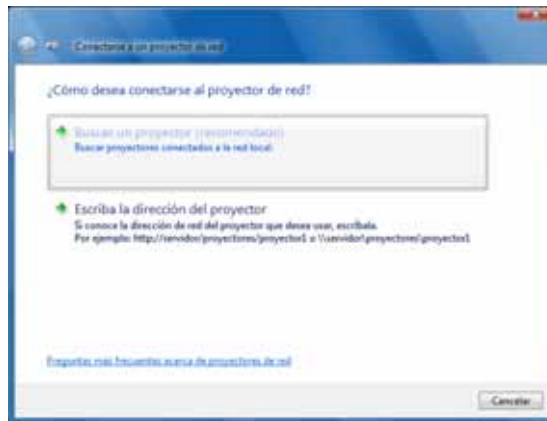 Conectarse a un proyector de red
¿Cómo desea conectarse al proyector de red?
Buscar un proyector (recomendado)
Buscar proyectores conectados a la red local.
Escriba la dirección del proyector
Si conoce la dirección de red del proyector que desea usar, escríbala.
Por ejemplo: http://servidor/proyectores/proyector1 o \\servidor\proyectores\proyector1
Preguntas más frecuentes acerca de proyectores de red
Cancelar